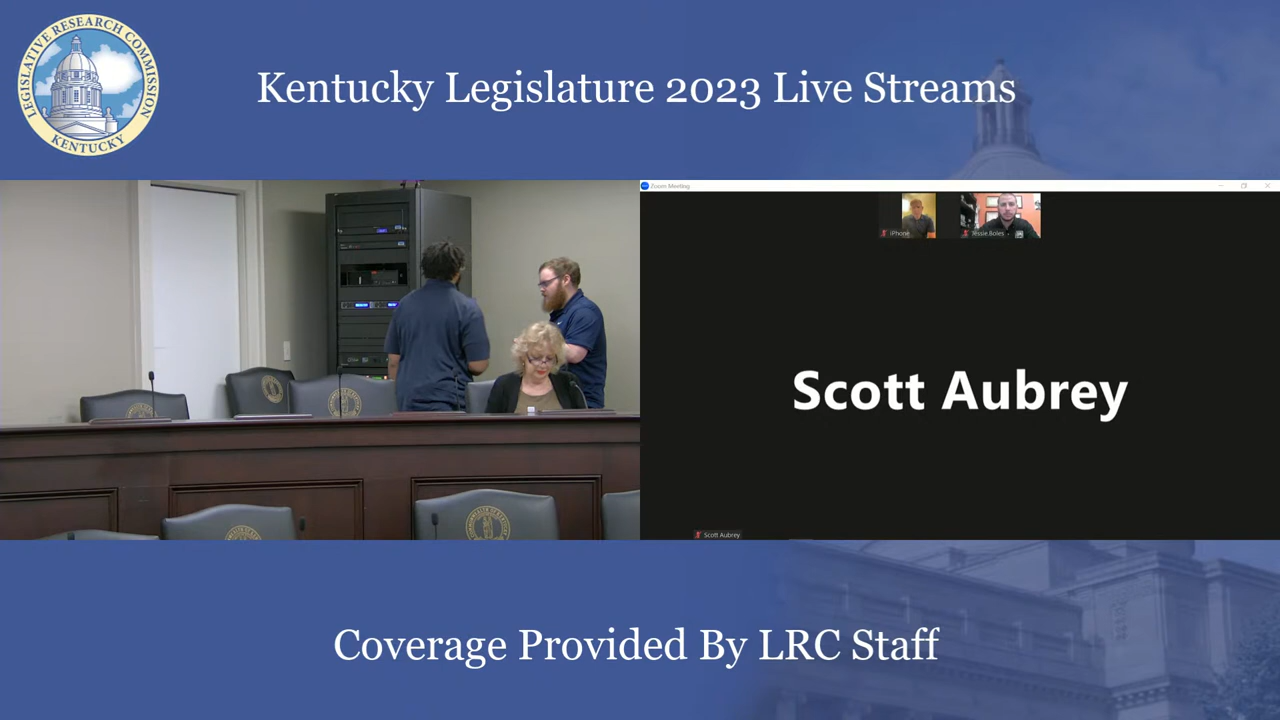 LEGISLATIVE RESEARCH COMMISSION
KENTUCKY
Kentucky Legislature 2023 Live Streams
Zoom Meeting
iPhone
Jessie Boles
Scott Aubrey
Scott Aubrey
Coverage Provided By LRC Staff